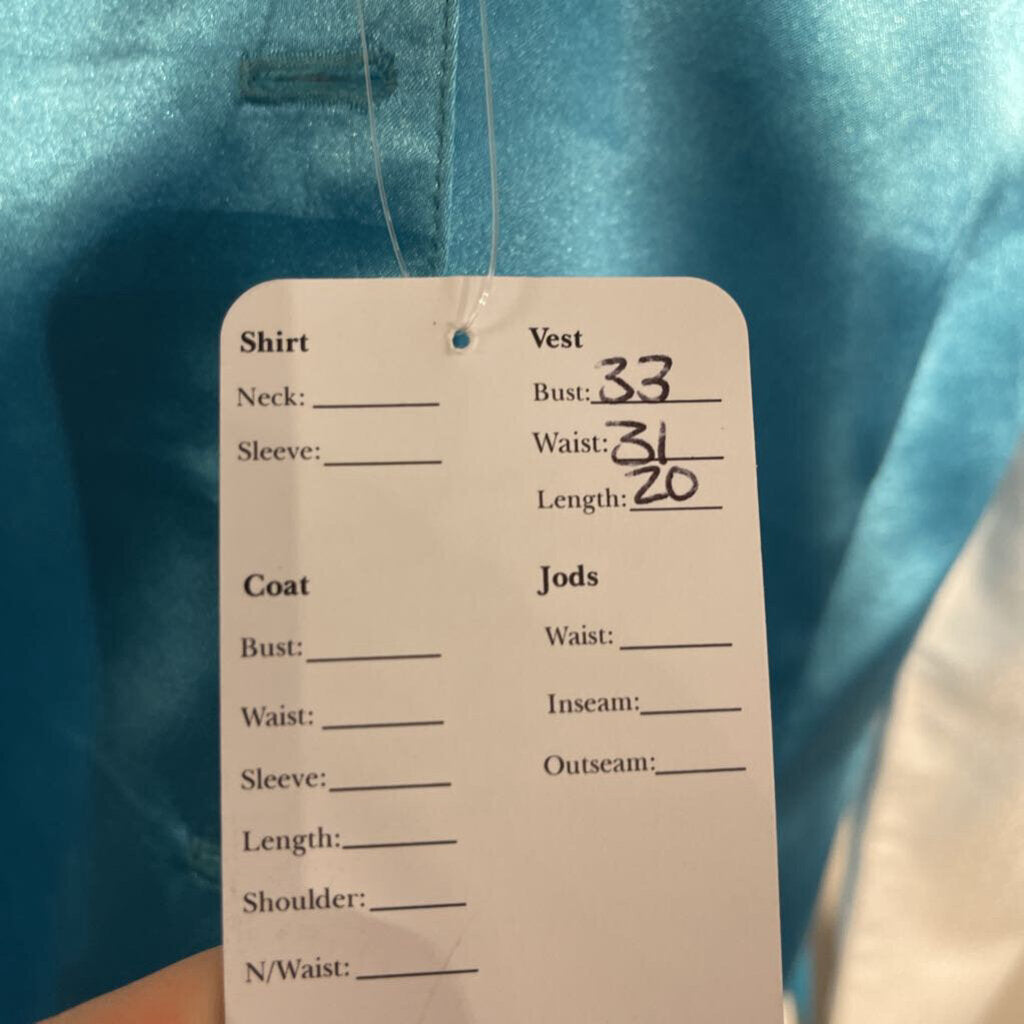 Shirt
Neck:
Sleeve:
Vest
Bust: 33
Waist: 31
Length: 20
Coat
Bust:
Waist:
Sleeve:
Length:
Shoulder:
N/Waist:
Jods
Waist:
Inseam:
Outseam: